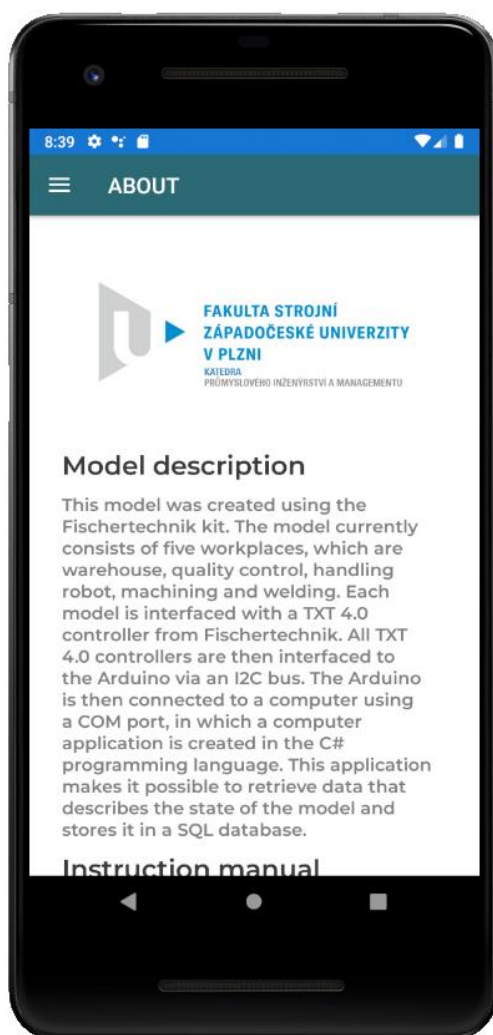 8:39
ABOUT
FAKULTA STROJNÍ
ZÁPADOČESKÉ UNIVERZITY
V PLZNI
KATEDRA
PRŮMYSLOVÉHO INŽENÝRSTVÍ A MANAGEMENTU
Model description
This model was created using the
Fischertechnik kit. The model currently
consists of five workplaces, which are
warehouse, quality control, handling
robot, machining and welding. Each
model is interfaced with a TXT 4.0
controller from Fischertechnik. All TXT
4.0 controllers are then interfaced to
the Arduino via an I2C bus. The Arduino
is then connected to a computer using
a COM port, in which a computer
application is created in the C#
programming language. This application
makes it possible to retrieve data that
describes the state of the model and
stores it in a SQL database.
Instruction manual